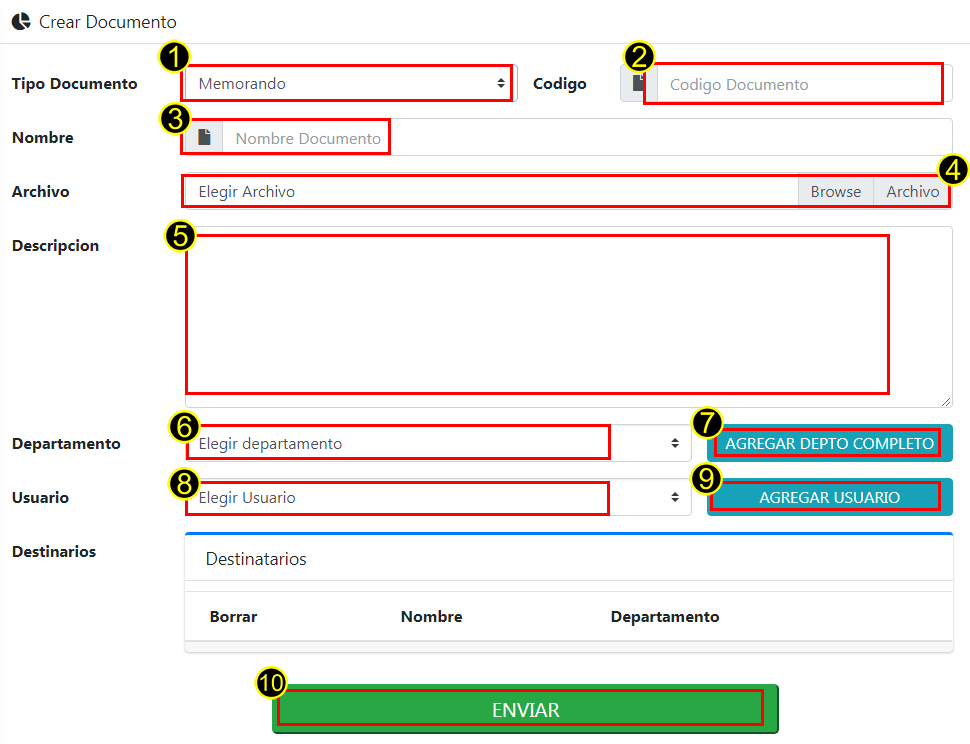 Crear Documento
1 2
Tipo Documento Memorando Codigo Codigo Documento
3
Nombre Nombre Documento
4
Archivo Elegir Archivo Browse Archivo
5
Descripcion
6 7
Departamento Elegir departamento AGREGAR DEPTO COMPLETO
8 9
Usuario Elegir Usuario AGREGAR USUARIO
Destinarios Destinatarios
Borrar Nombre Departamento
10
ENVIAR